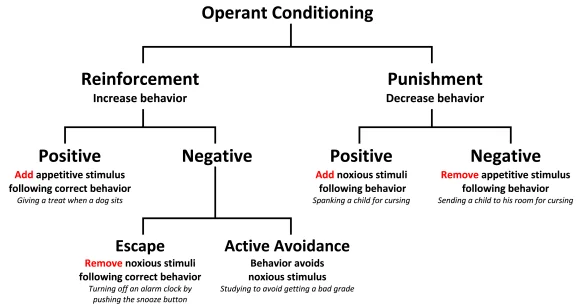 Operant Conditioning
Reinforcement
Increase behavior
Punishment
Decrease behavior
Positive
Add appetitive stimulus
following correct behavior
Giving a treat when a dog sits
Negative
Positive
Add noxious stimuli
following behavior
Spanking a child for cursing
Negative
Remove appetitive stimulus
following behavior
Sending a child to his room for cursing
Escape
Remove noxious stimuli
following correct behavior
Turning off an alarm clock by
pushing the snooze button
Active Avoidance
Behavior avoids
noxious stimulus
Studying to avoid getting a bad grade